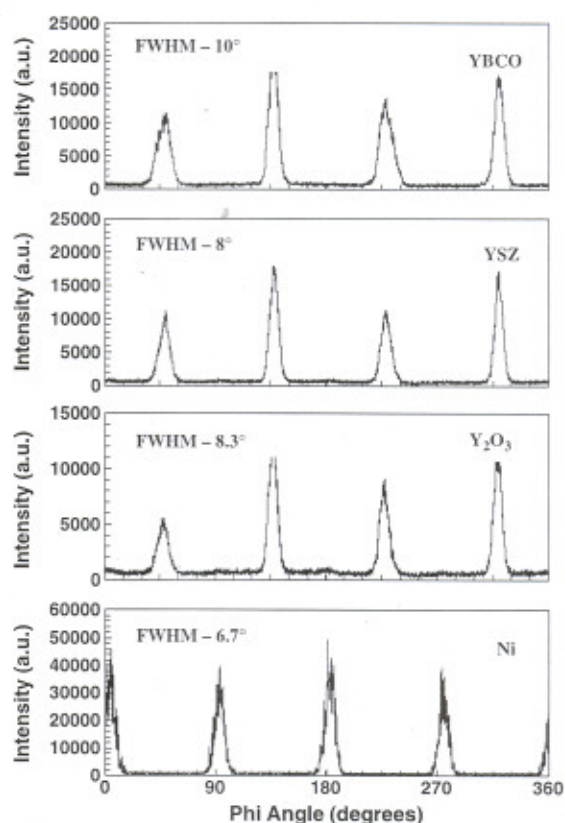 25000
20000
15000
10000
5000
0
Intensity (a.u.)
FWHM – 10°
YBCO
25000
20000
15000
10000
5000
0
Intensity (a.u.)
FWHM – 8°
YSZ
15000
10000
5000
0
Intensity (a.u.)
FWHM – 8.3°
Y₂O₃
60000
50000
40000
30000
20000
10000
0
Intensity (a.u.)
FWHM – 6.7°
Ni
0 90 180 270 360
Phi Angle (degrees)